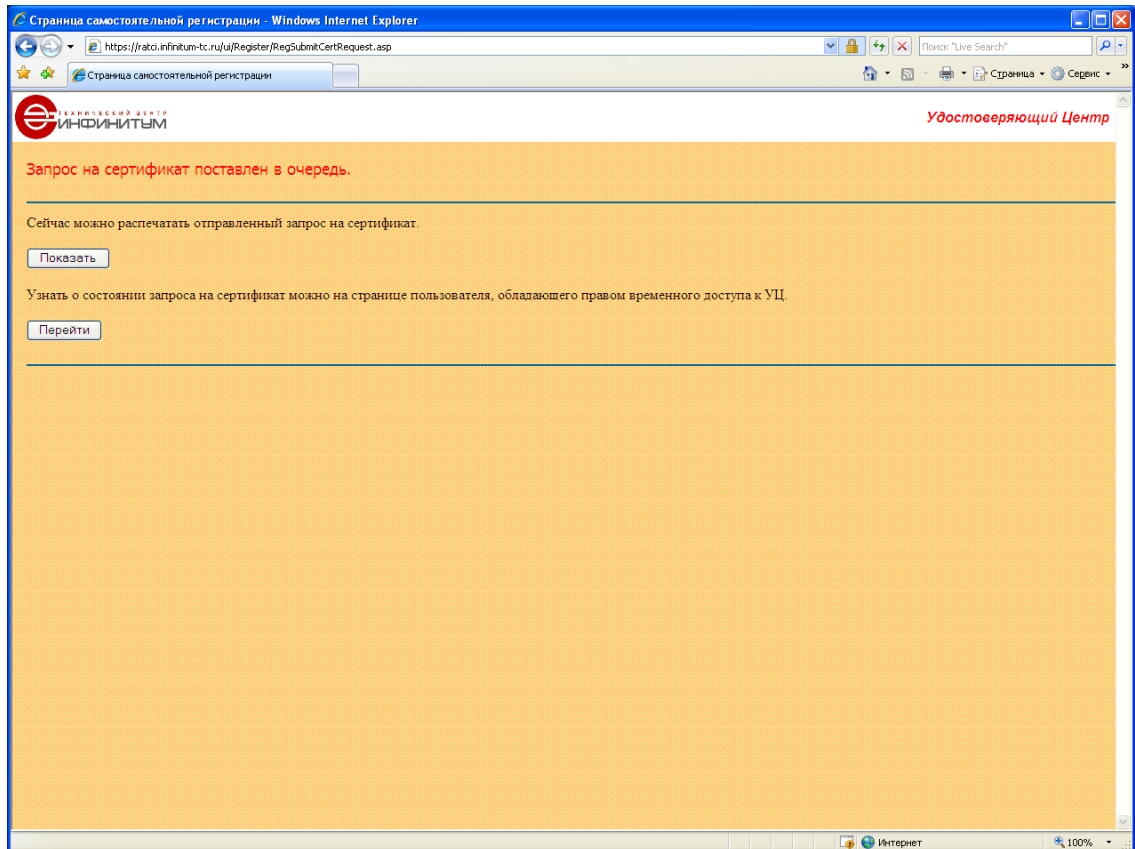 Страница самостоятельной регистрации - Windows Internet Explorer
https://ratci.infinitum-tc.ru/ui/Register/RegSubmitCertRequest.asp
Поиск "Live Search"
Страница самостоятельной регистрации
Страница
Сервис
ТЕХНИЧЕСКИЙ ЦЕНТР
ИНФИНИТУМ
Удостоверяющий Центр
Запрос на сертификат поставлен в очередь.
Сейчас можно распечатать отправленный запрос на сертификат.
Показать
Узнать о состоянии запроса на сертификат можно на странице пользователя, обладающего правом временного доступа к УЦ.
Перейти
Интернет
100%